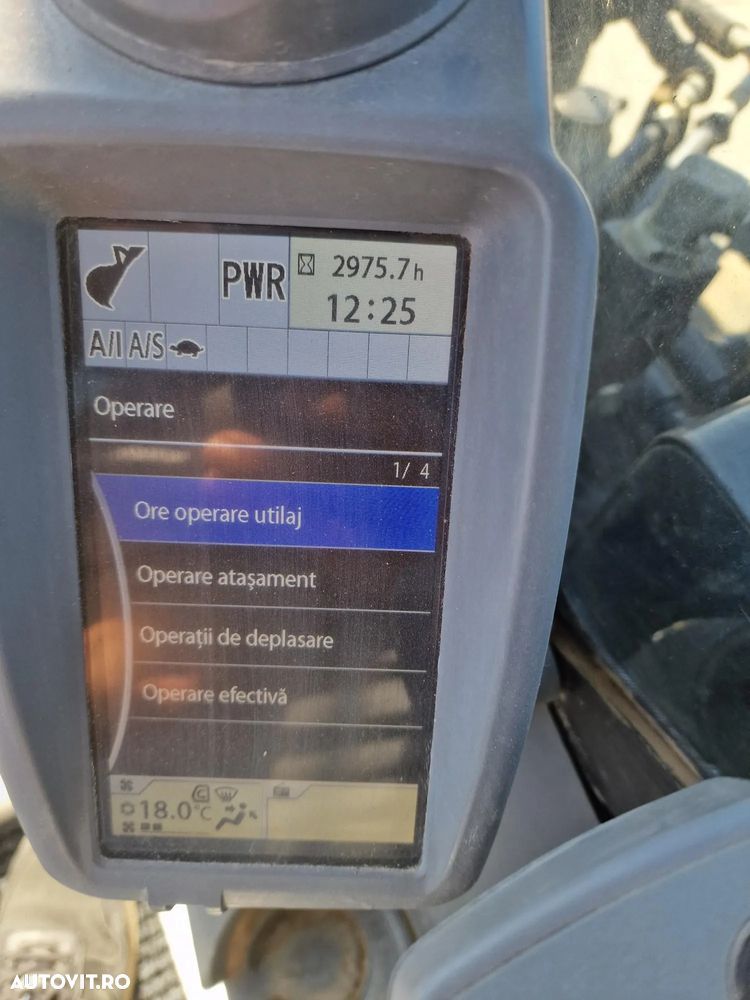 PWR
2975.7h
12:25
A/I A/S
Operare
1/ 4
Ore operare utilaj
Operare atașament
Operații de deplasare
Operare efectivă
18.0°C
AUTOVIT.RO